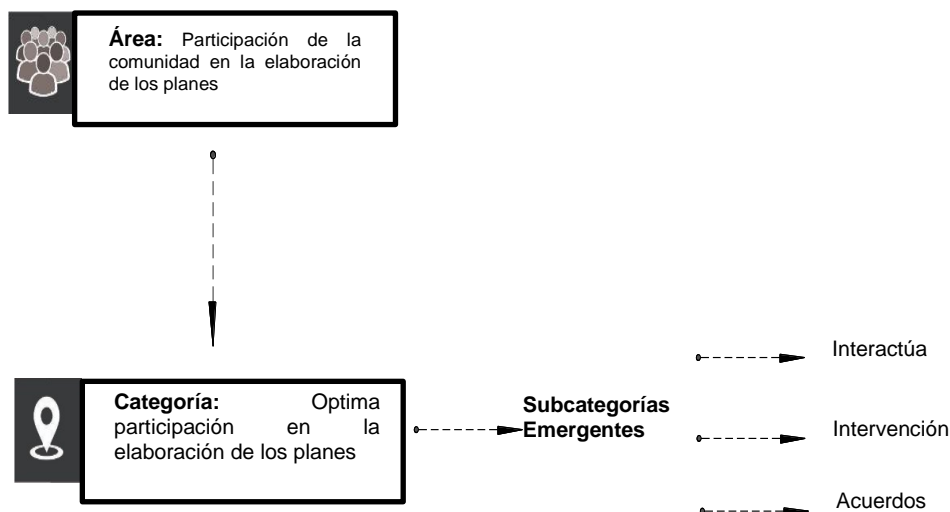 Área: Participación de la
comunidad en la elaboración
de los planes
Categoría: Optima
participación en la
elaboración de los planes
Subcategorías
Emergentes
Interactúa
Intervención
Acuerdos